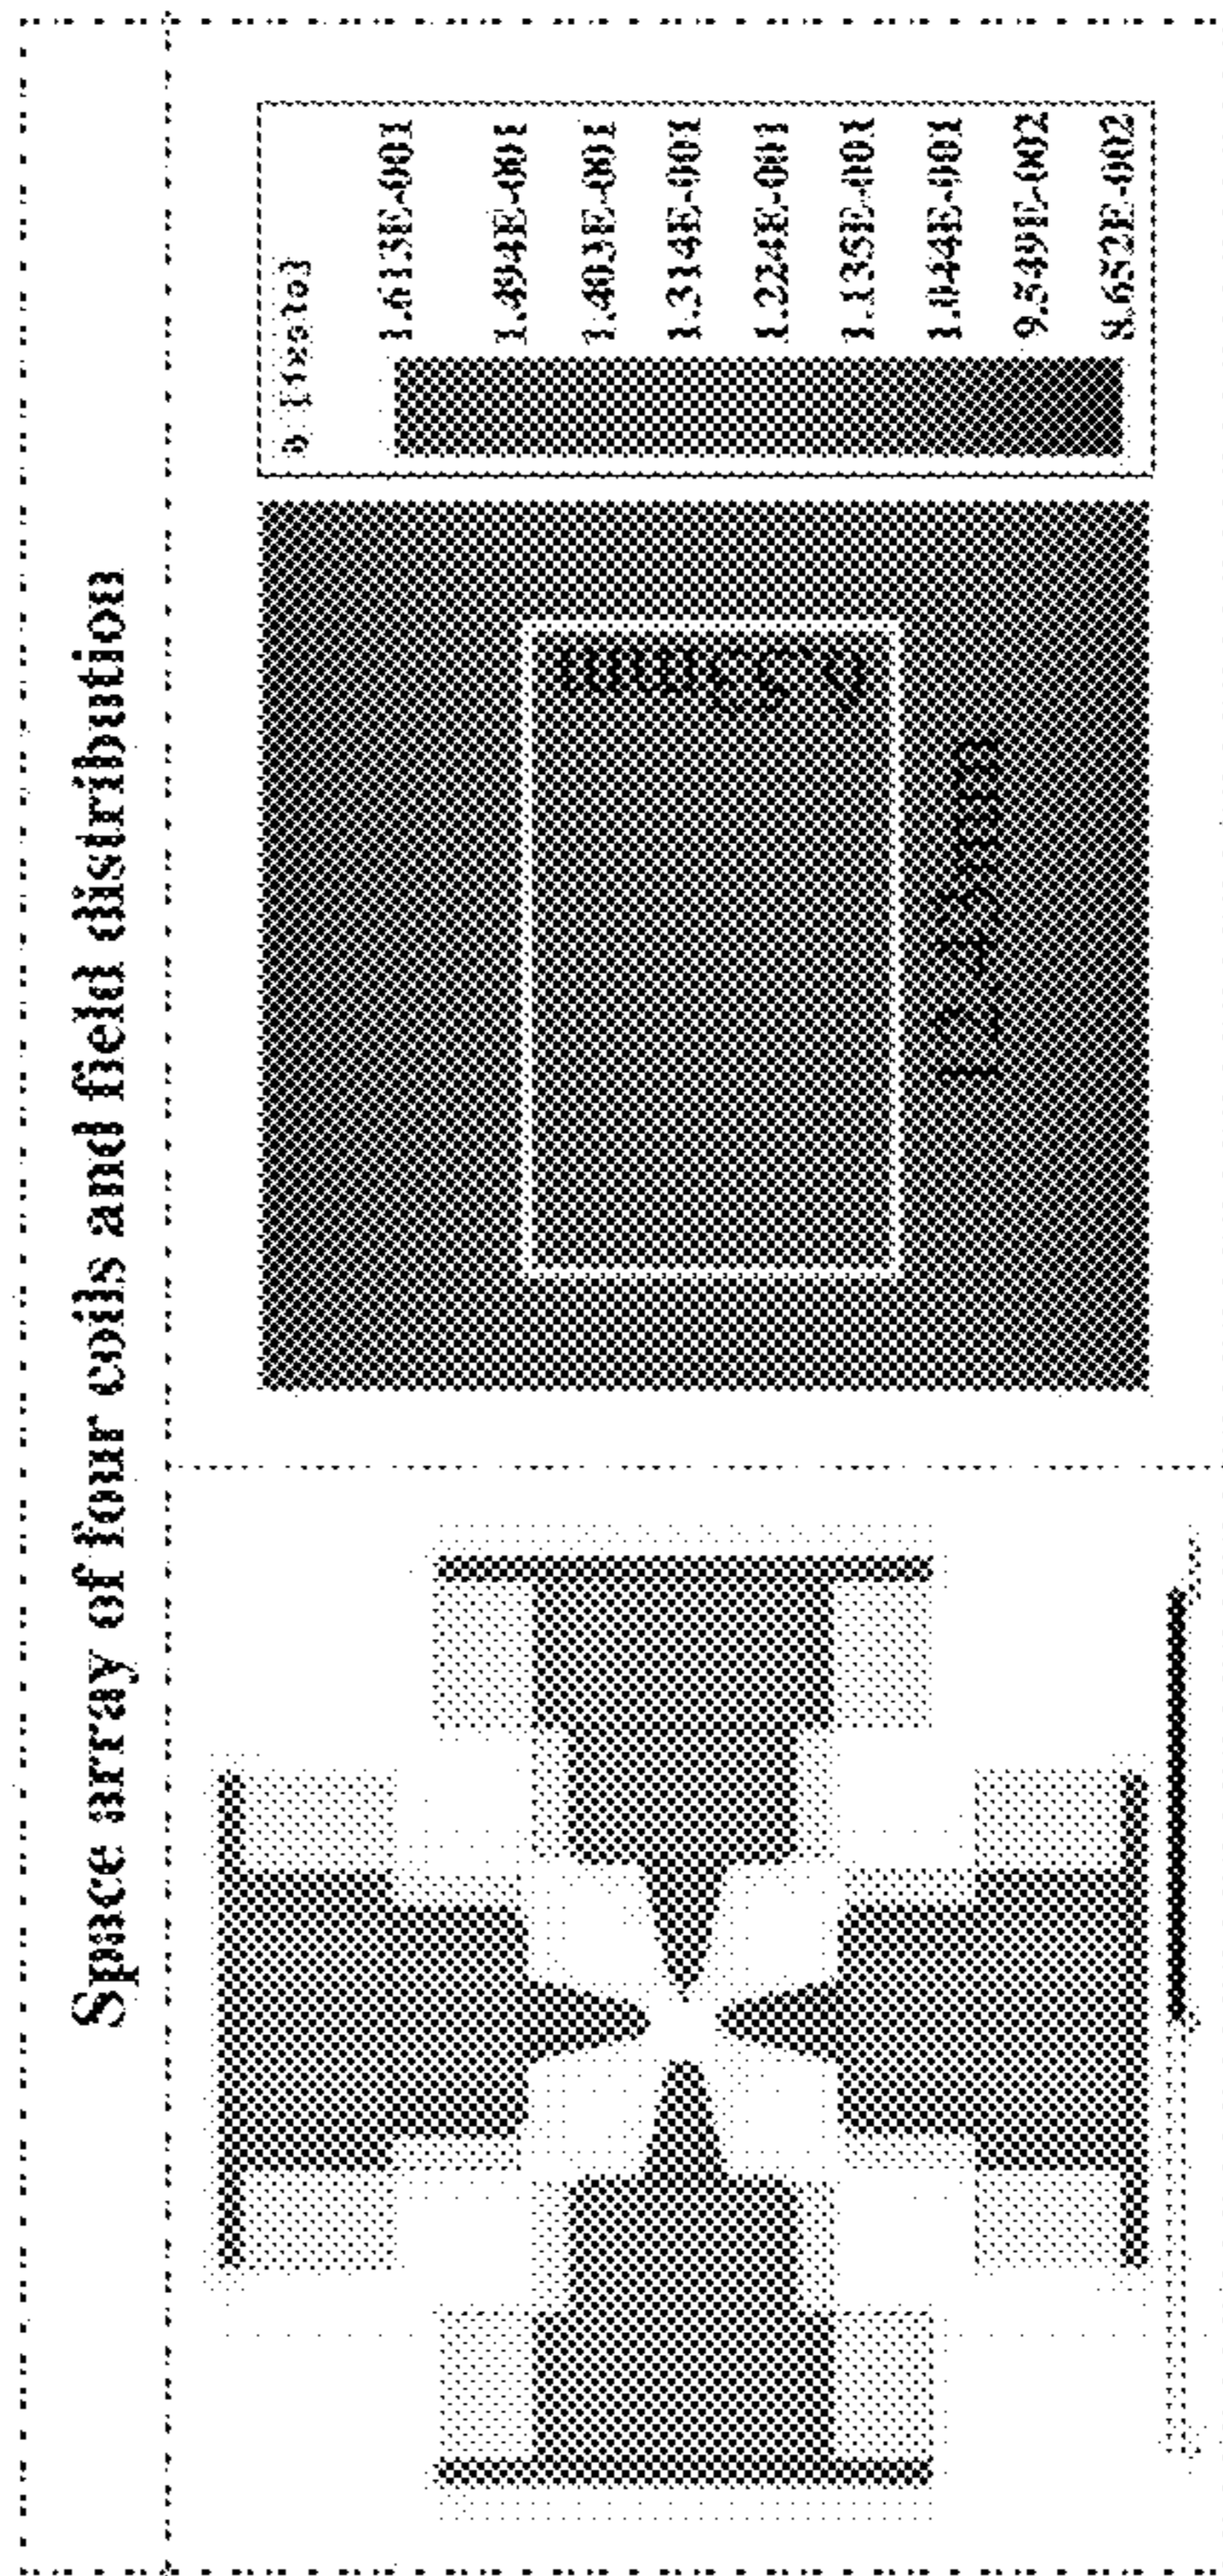 Space array of four coils and field distribution
B [tesla]
1.613E-001
1.494E-001
1.403E-001
1.314E-001
1.224E-001
1.135E-001
1.044E-001
9.549E-002
8.652E-002